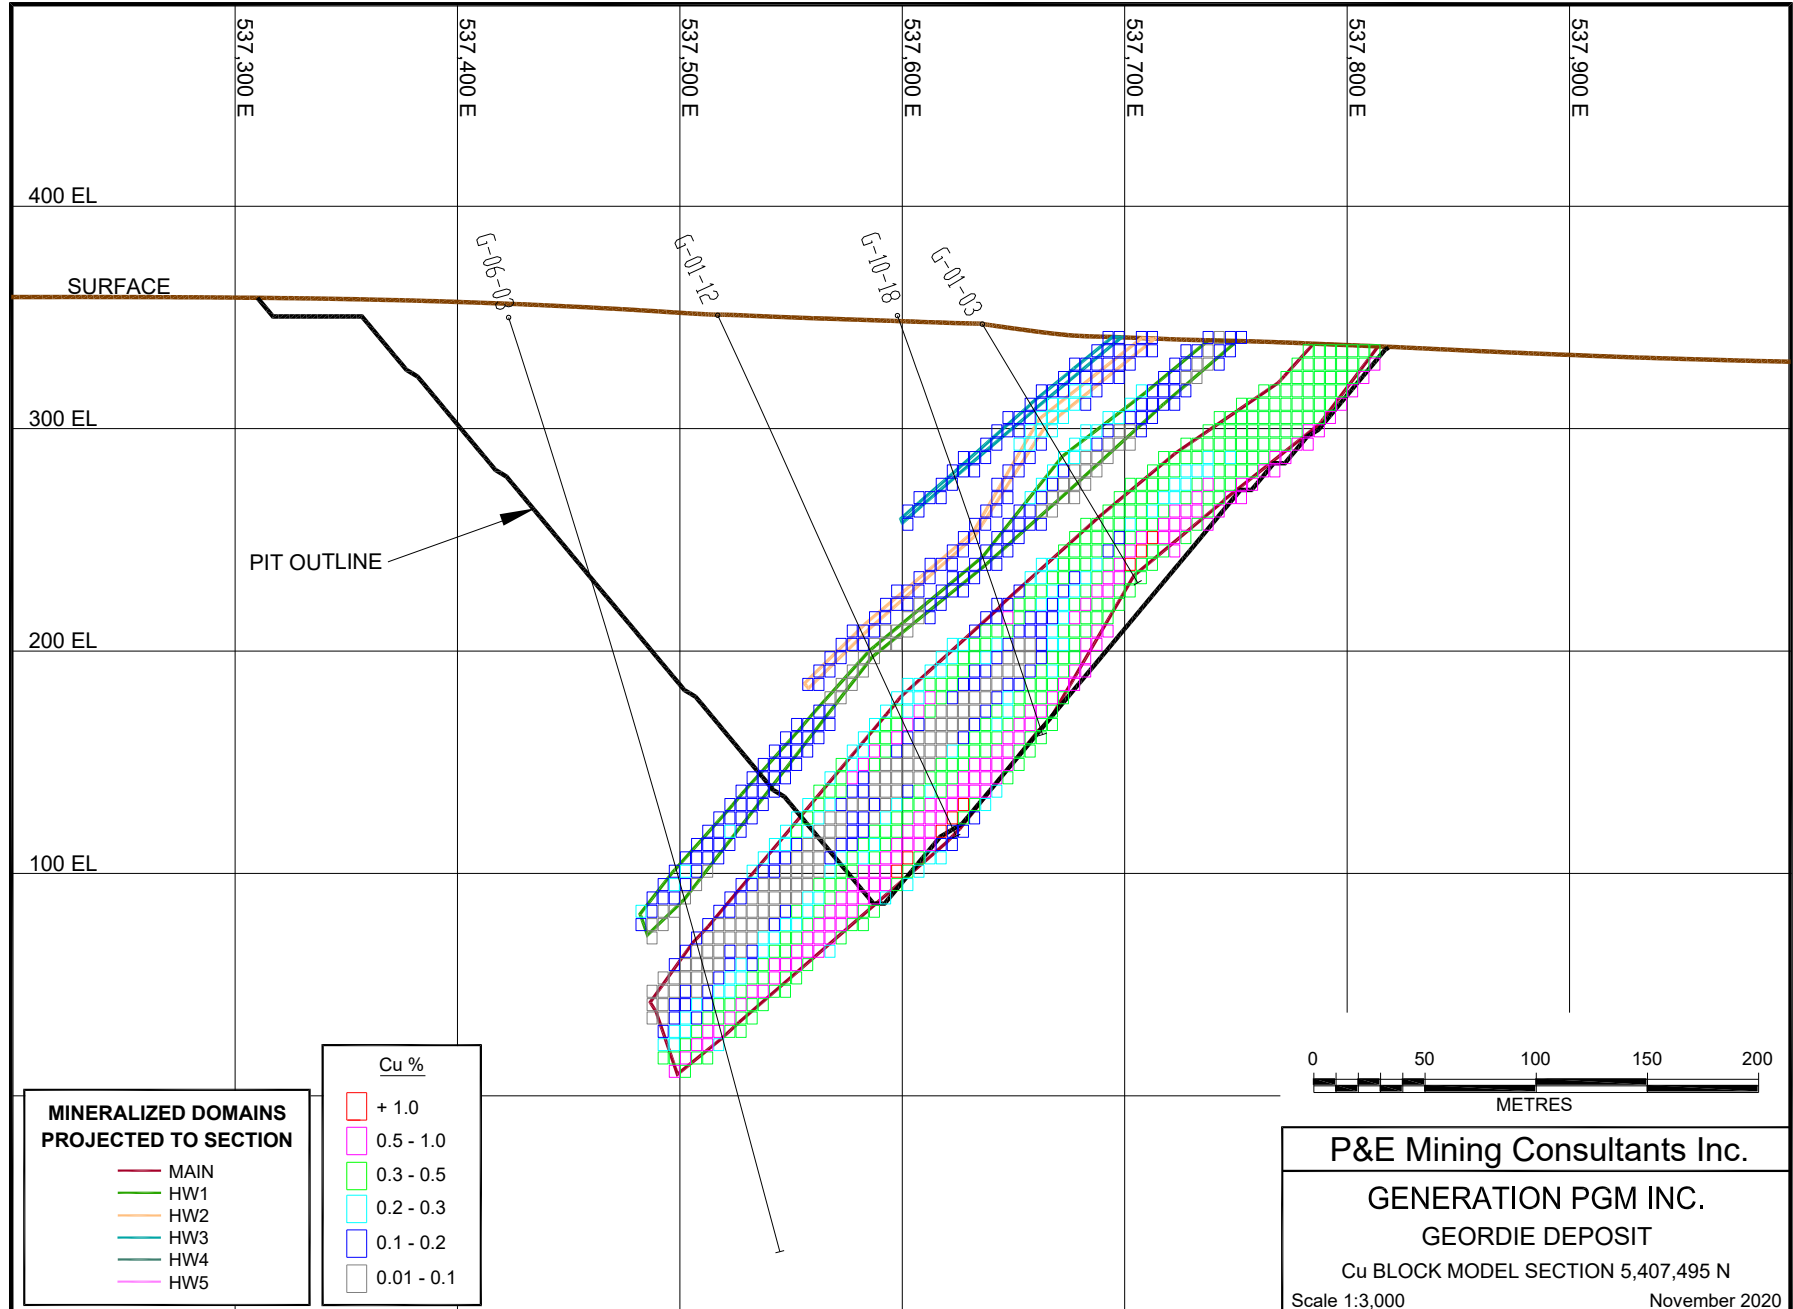 537,300 E
537,400 E
537,500 E
537,600 E
537,700 E
537,800 E
537,900 E
400 EL
SURFACE
G-06-03
G-01-12
G-10-18
G-01-03
300 EL
PIT OUTLINE
200 EL
100 EL
MINERALIZED DOMAINS
PROJECTED TO SECTION
MAIN
HW1
HW2
HW3
HW4
HW5
Cu %
+ 1.0
0.5 - 1.0
0.3 - 0.5
0.2 - 0.3
0.1 - 0.2
0.01 - 0.1
0 50 100 150 200
METRES
P&E Mining Consultants Inc.
GENERATION PGM INC.
GEORDIE DEPOSIT
Cu BLOCK MODEL SECTION 5,407,495 N
Scale 1:3,000 November 2020